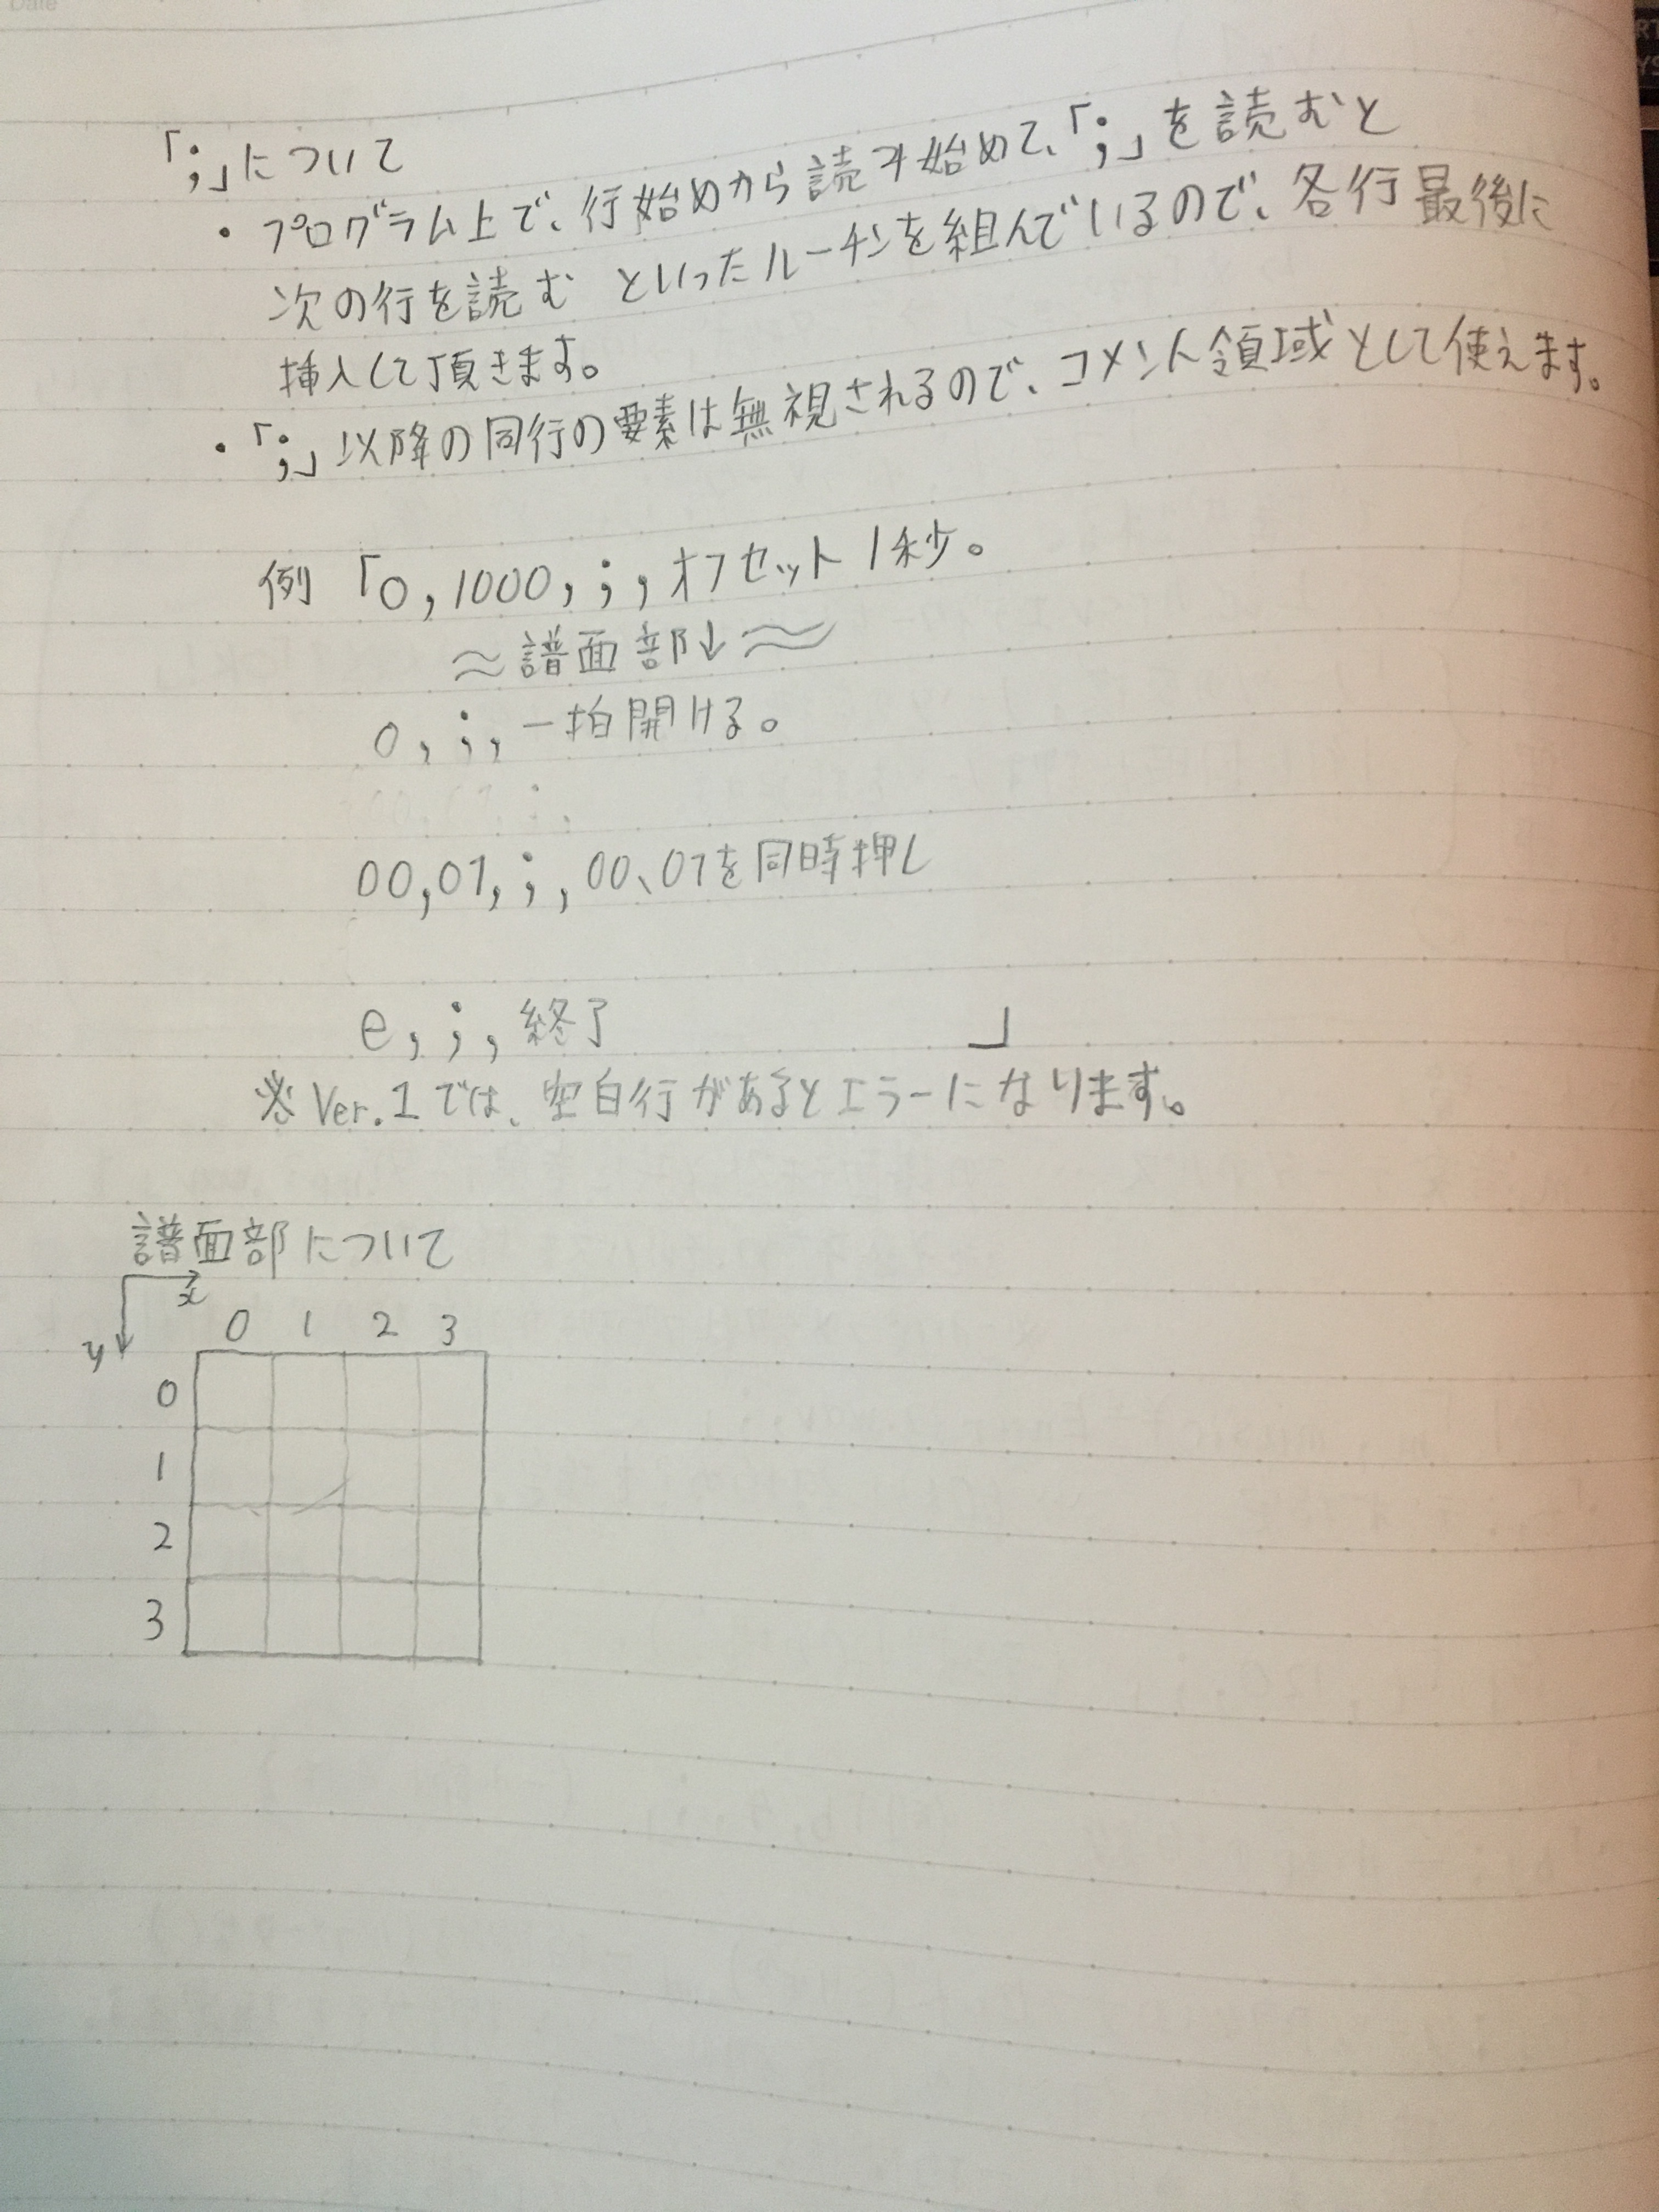 Date
「;」について
・プログラム上で、行始めから読み始めて、「;」を読むと
次の行を読む といったルーチンを組んでいるので、各行最後に
挿入して頂きます。
・「;」以降の同行の要素は無視されるので、コメント領域として使えます。
例 「0,1000,;,オフセット1秒。
≈譜面部↓≈
0,;,一拍開ける。
00,01,;,00、01を同時押し
e,;,終了 」
※Ver.1では、空白行があるとエラーになります。
譜面部について
x
y
0 1 2 3
0
1
2
3